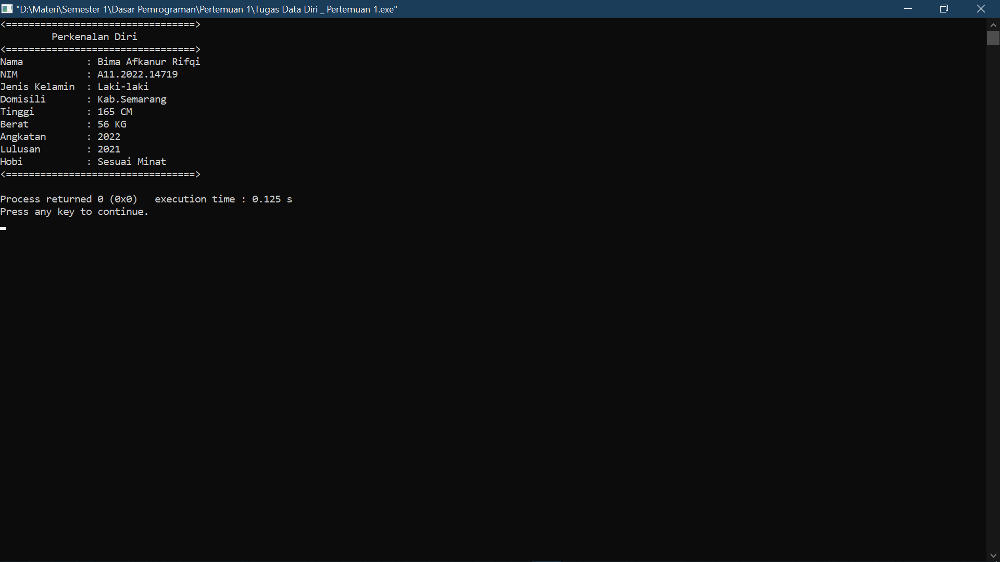 "D:\Materi\Semester 1\Dasar Pemrograman\Pertemuan 1\Tugas Data Diri _ Pertemuan 1.exe"
<=================================>
         Perkenalan Diri
<=================================>
Nama           : Bima Afkanur Rifqi
NIM            : A11.2022.14719
Jenis Kelamin  : Laki-laki
Domisili       : Kab.Semarang
Tinggi         : 165 CM
Berat          : 56 KG
Angkatan       : 2022
Lulusan        : 2021
Hobi           : Sesuai Minat
<=================================>
Process returned 0 (0x0)   execution time : 0.125 s
Press any key to continue.